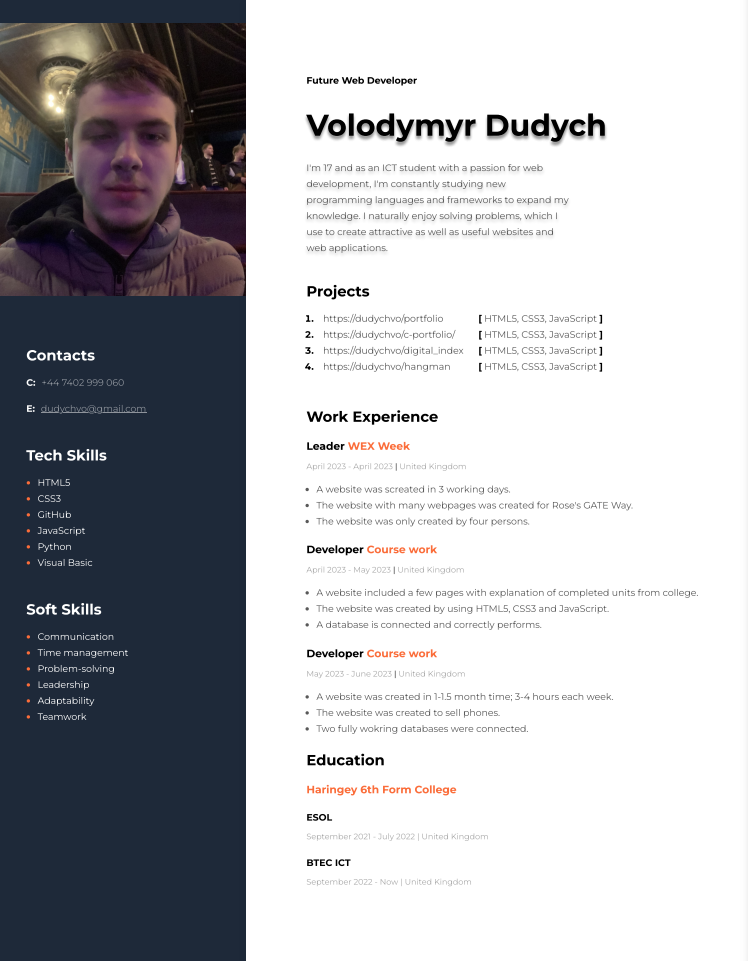 Future Web Developer
Volodymyr Dudych
I'm 17 and as an ICT student with a passion for web
development, I'm constantly studying new
programming languages and frameworks to expand my
knowledge. I naturally enjoy solving problems, which I
use to create attractive as well as useful websites and
web applications.
Projects
1. https://dudychvo/portfolio [ HTML5, CSS3, JavaScript ]
2. https://dudychvo/c-portfolio/ [ HTML5, CSS3, JavaScript ]
3. https://dudychvo/digital_index [ HTML5, CSS3, JavaScript ]
4. https://dudychvo/hangman [ HTML5, CSS3, JavaScript ]
Work Experience
Leader WEX Week
April 2023 - April 2023 | United Kingdom
• A website was screated in 3 working days.
• The website with many webpages was created for Rose's GATE Way.
• The website was only created by four persons.
Developer Course work
April 2023 - May 2023 | United Kingdom
• A website included a few pages with explanation of completed units from college.
• The website was created by using HTML5, CSS3 and JavaScript.
• A database is connected and correctly performs.
Developer Course work
May 2023 - June 2023 | United Kingdom
• A website was created in 1-1.5 month time; 3-4 hours each week.
• The website was created to sell phones.
• Two fully wokring databases were connected.
Education
Haringey 6th Form College
ESOL
September 2021 - July 2022 | United Kingdom
BTEC ICT
September 2022 - Now | United Kingdom
Contacts
C: +44 7402 999 060
E: dudychvo@gmail.com
Tech Skills
• HTML5
• CSS3
• GitHub
• JavaScript
• Python
• Visual Basic
Soft Skills
• Communication
• Time management
• Problem-solving
• Leadership
• Adaptability
• Teamwork